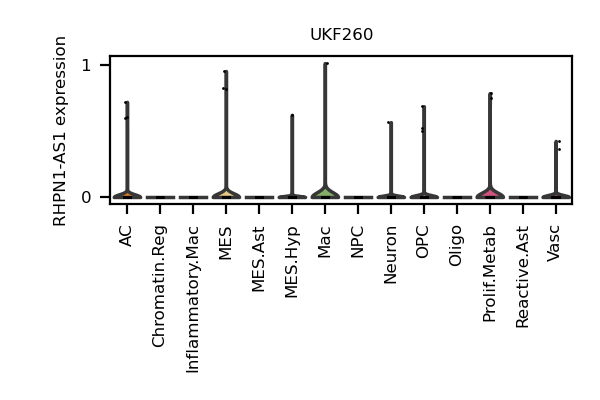 UKF260
RHPN1-AS1 expression
1
0
AC
Chromatin.Reg
Inflammatory.Mac
MES
MES.Ast
MES.Hyp
Mac
NPC
Neuron
OPC
Oligo
Prolif.Metab
Reactive.Ast
Vasc